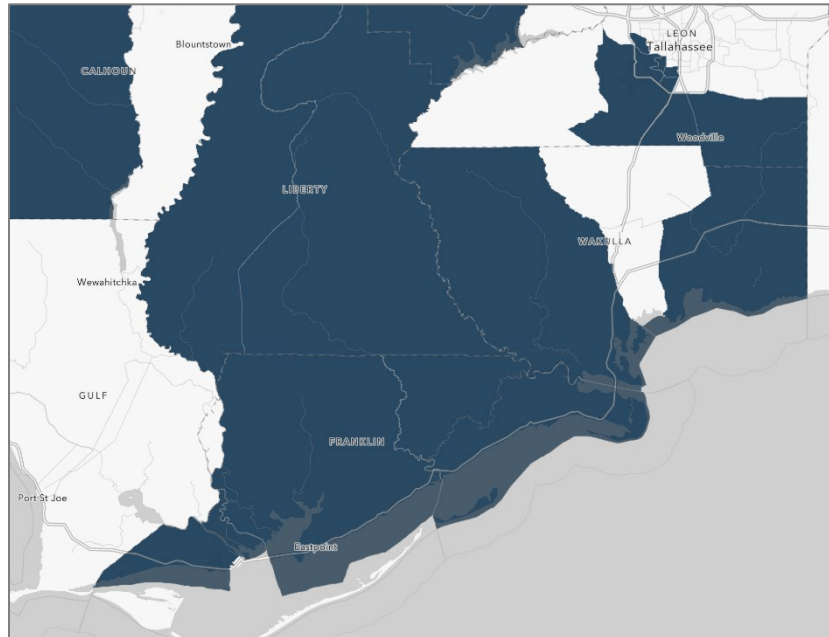 LEON
Tallahassee
Blountstown
CALHOUN
Woodville
LIBERTY
WAKULLA
Wewahitchka
GULF
FRANKLIN
Port St Joe
Eastpoint